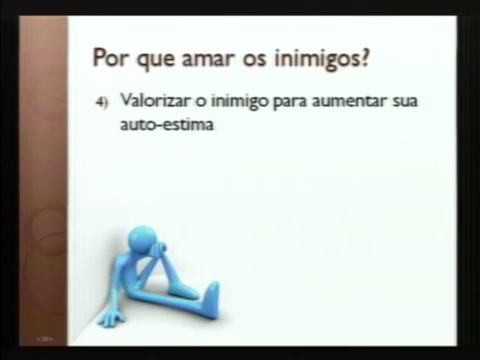 Por que amar os inimigos?
4) Valorizar o inimigo para aumentar sua
auto-estima